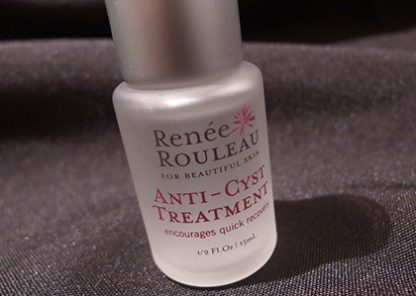 Renée
ROULEAU
FOR BEAUTIFUL SKIN
ANTI-CYST
TREATMENT
encourages quick recovery
1/2 Fl.Oz | 15mL